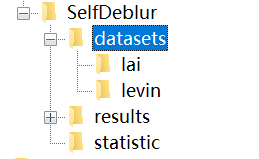 SelfDeblur
datasets
lai
levin
results
statistic